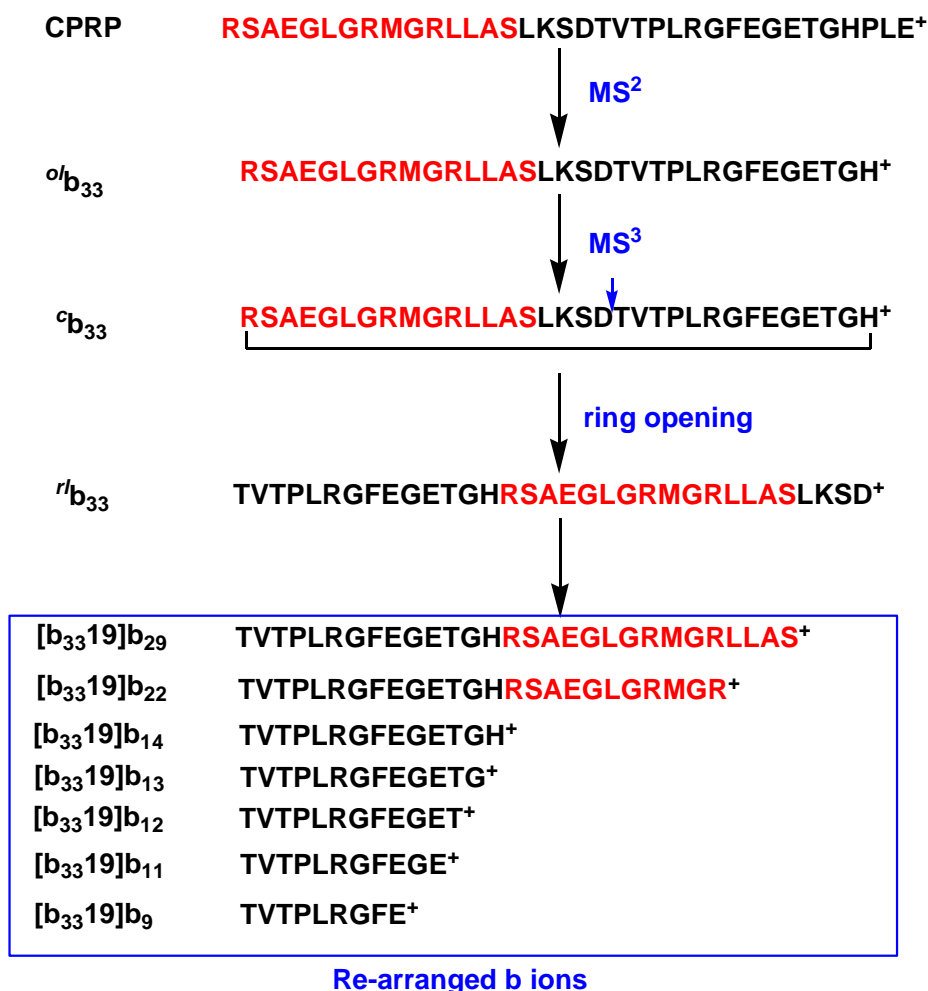 CPRP RSAEGLGRMGRLLASLKSDTVTPLRGFEGETGHPLE⁺
MS²
ᵒˡb₃₃ RSAEGLGRMGRLLASLKSDTVTPLRGFEGETGH⁺
MS³
ᶜb₃₃ RSAEGLGRMGRLLASLKSDTVTPLRGFEGETGH⁺
ring opening
ʳˡb₃₃ TVTPLRGFEGETGHRSAEGLGRMGRLLASLKSD⁺
[b₃₃19]b₂₉ TVTPLRGFEGETGHRSAEGLGRMGRLLAS⁺
[b₃₃19]b₂₂ TVTPLRGFEGETGHRSAEGLGRMGR⁺
[b₃₃19]b₁₄ TVTPLRGFEGETGH⁺
[b₃₃19]b₁₃ TVTPLRGFEGETG⁺
[b₃₃19]b₁₂ TVTPLRGFEGET⁺
[b₃₃19]b₁₁ TVTPLRGFEGE⁺
[b₃₃19]b₉ TVTPLRGFE⁺
Re-arranged b ions